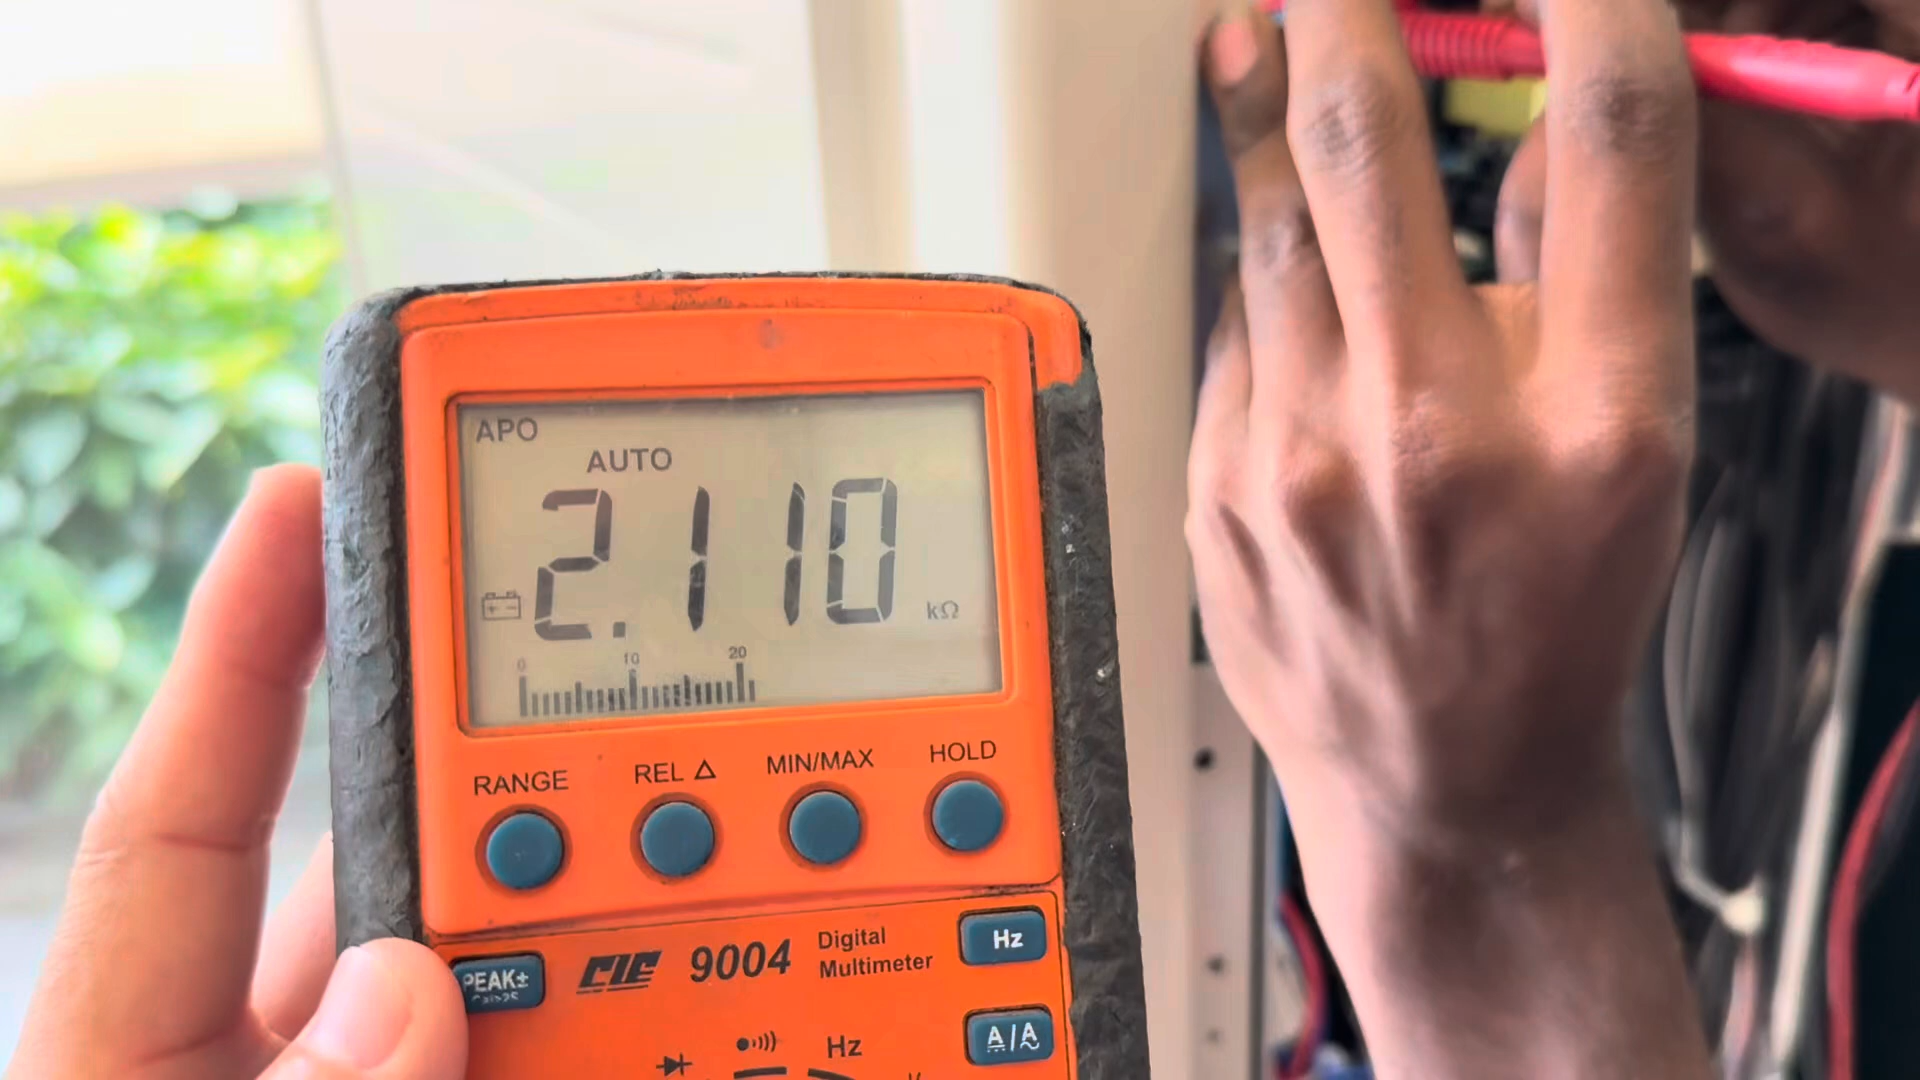 APO
AUTO
2.110
kΩ
0 10 20
RANGE REL Δ MIN/MAX HOLD
PEAK±
CIE 9004 Digital Multimeter
Hz
A/A
Hz